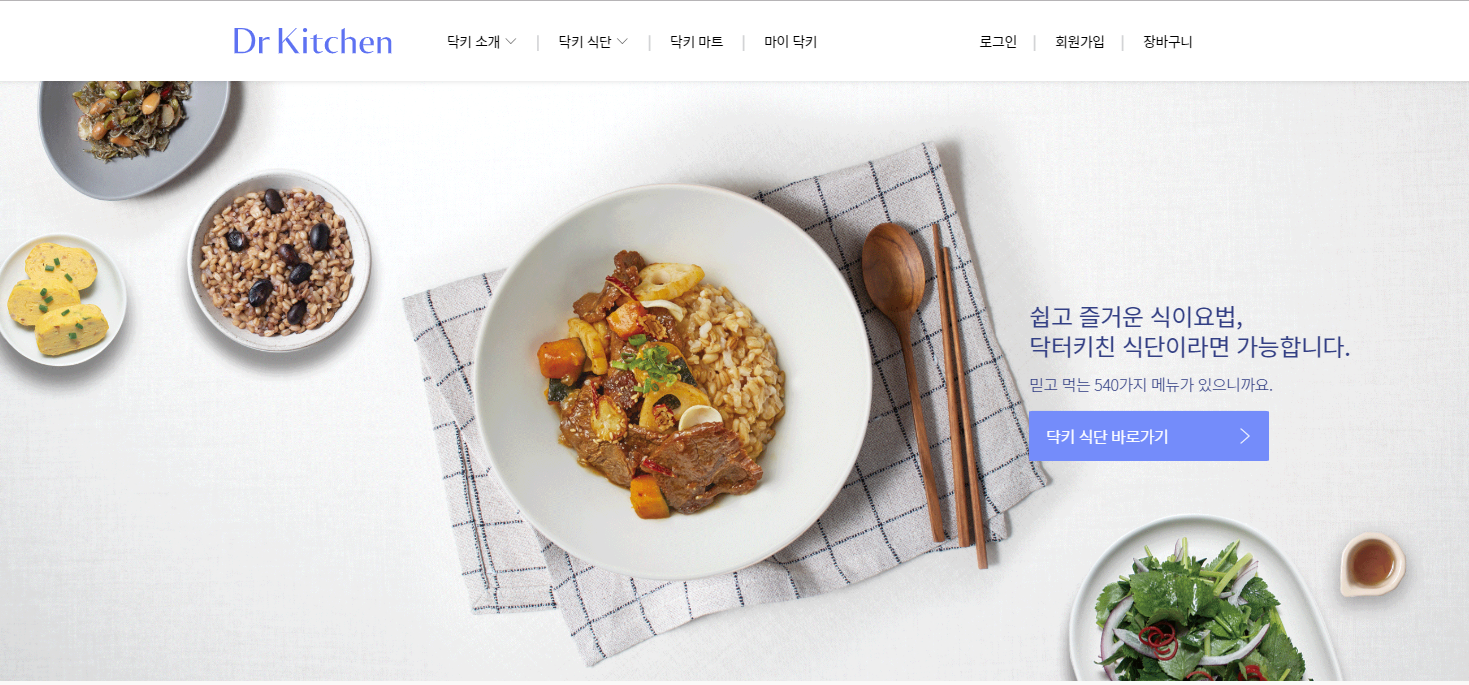 Dr Kitchen
닥키 소개
닥키 식단
닥키 마트
마이 닥키
로그인
회원가입
장바구니
쉽고 즐거운 식이요법,
닥터키친 식단이라면 가능합니다.
믿고 먹는 540가지 메뉴가 있으니까요.
닥키 식단 바로가기